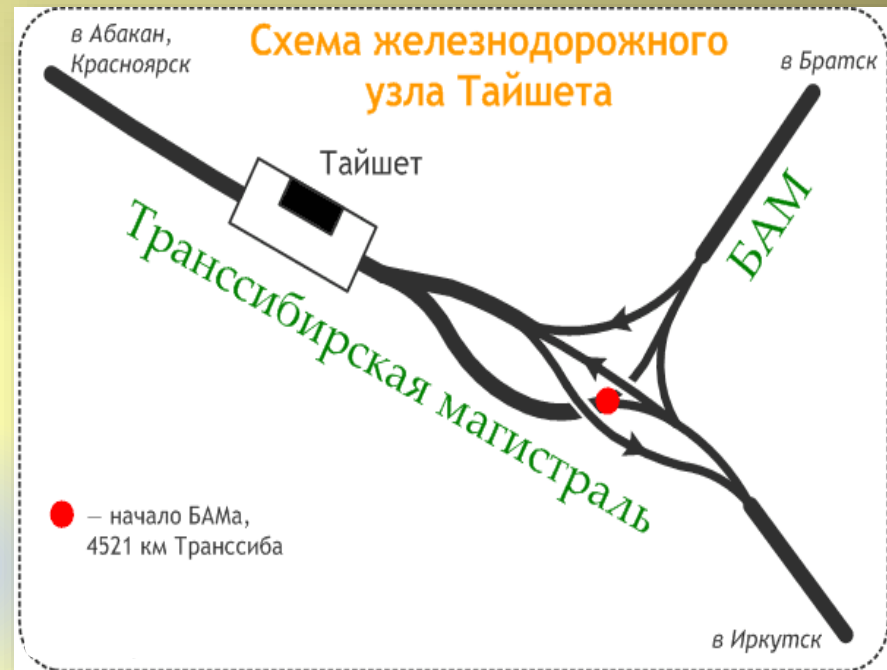 в Абакан,
Красноярск
Схема железнодорожного
узла Тайшета
в Братск
Тайшет
БАМ
Транссибирская магистраль
– начало БАМа,
4521 км Транссиба
в Иркутск